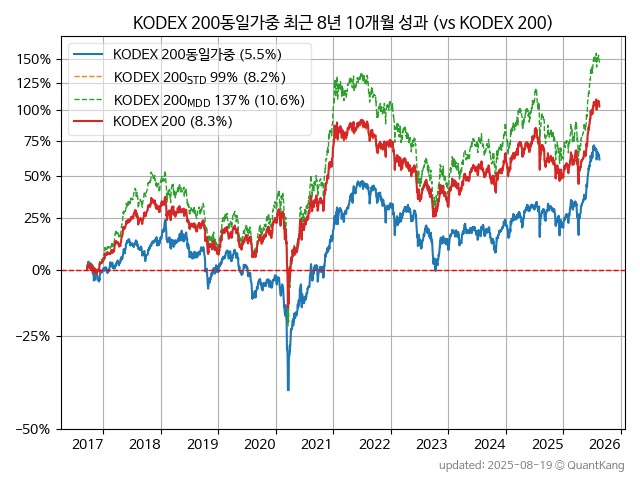 KODEX 200동일가중 최근 8년 10개월 성과 (vs KODEX 200)
KODEX 200동일가중 (5.5%)
KODEX 200STD 99% (8.2%)
KODEX 200MDD 137% (10.6%)
KODEX 200 (8.3%)
150%
125%
100%
75%
50%
25%
0%
-25%
-50%
2017 2018 2019 2020 2021 2022 2023 2024 2025 2026
updated: 2025-08-19 © QuantKang